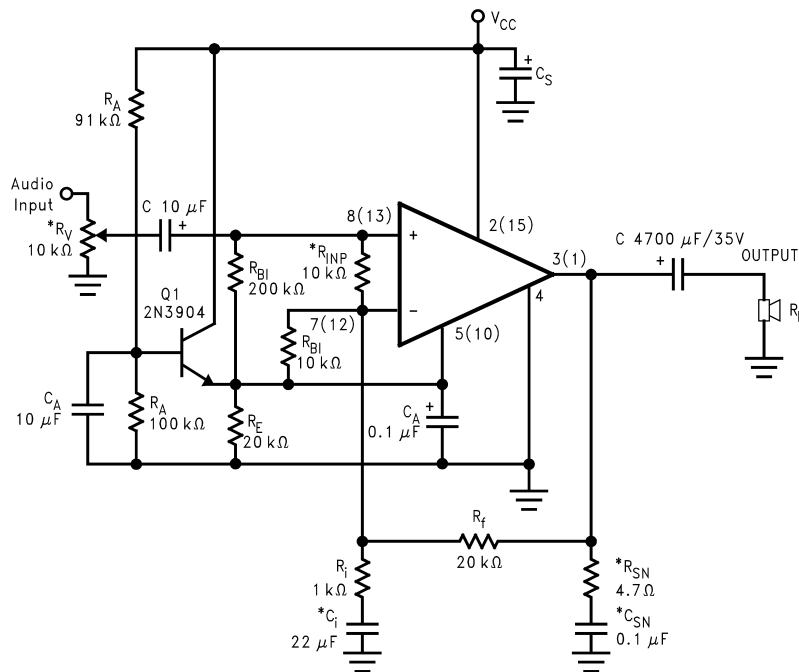 V_CC
+
C_S
R_A
91 kΩ
Audio
Input
*R_V
10 kΩ
C 10 μF
+
8(13)
+
2(15)
*R_INP
10 kΩ
R_BI
200 kΩ
C 4700 μF/35V
+
OUTPUT
3(1)
4
Q1
2N3904
7(12)
−
5(10)
R_BI
10 kΩ
C_A
10 μF
R_A
100 kΩ
R_E
20 kΩ
C_A
+
0.1 μF
R_f
20 kΩ
R_i
1 kΩ
*C_i
22 μF
*R_SN
4.7Ω
*C_SN
0.1 μF